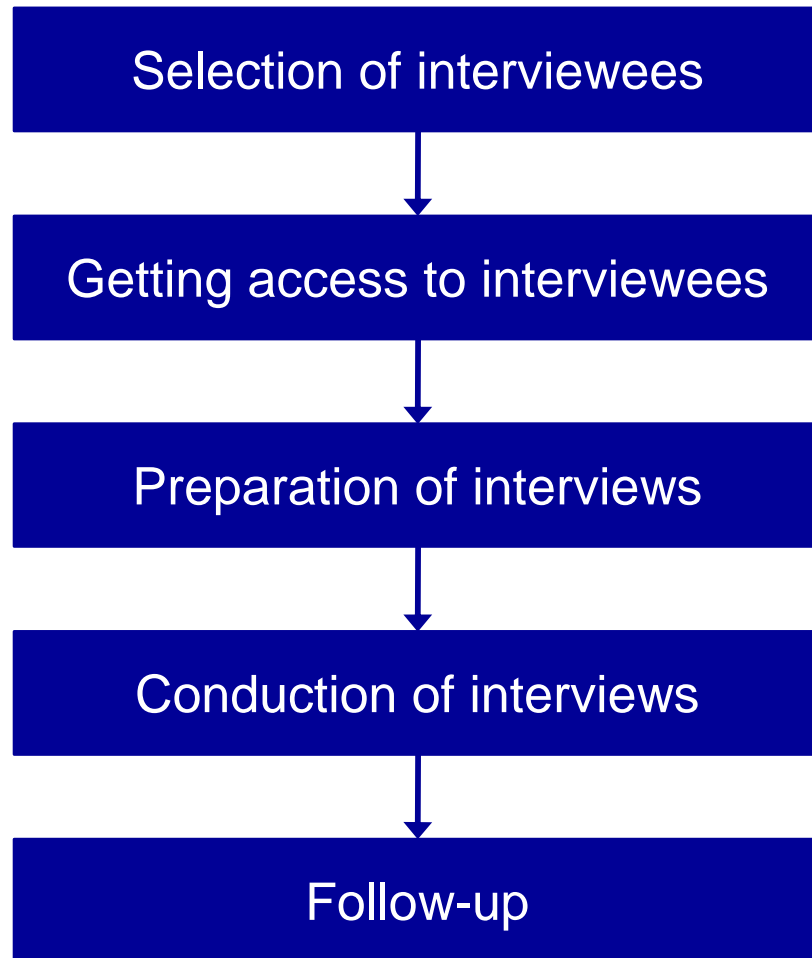 Selection of interviewees
Getting access to interviewees
Preparation of interviews
Conduction of interviews
Follow-up